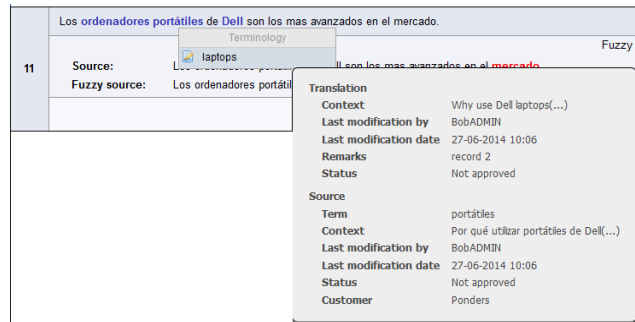 Los ordenadores portátiles de Dell son los mas avanzados en el mercado.
Terminology
laptops
Fuzzy
11
Source: ll son los mas avanzados en el mercado
Fuzzy source: Los ordenadores portátil
Translation
Context Why use Dell laptops(...)
Last modification by BobADMIN
Last modification date 27-06-2014 10:06
Remarks record 2
Status Not approved
Source
Term portátiles
Context Por qué utilizar portátiles de Dell(...)
Last modification by BobADMIN
Last modification date 27-06-2014 10:06
Status Not approved
Customer Ponders